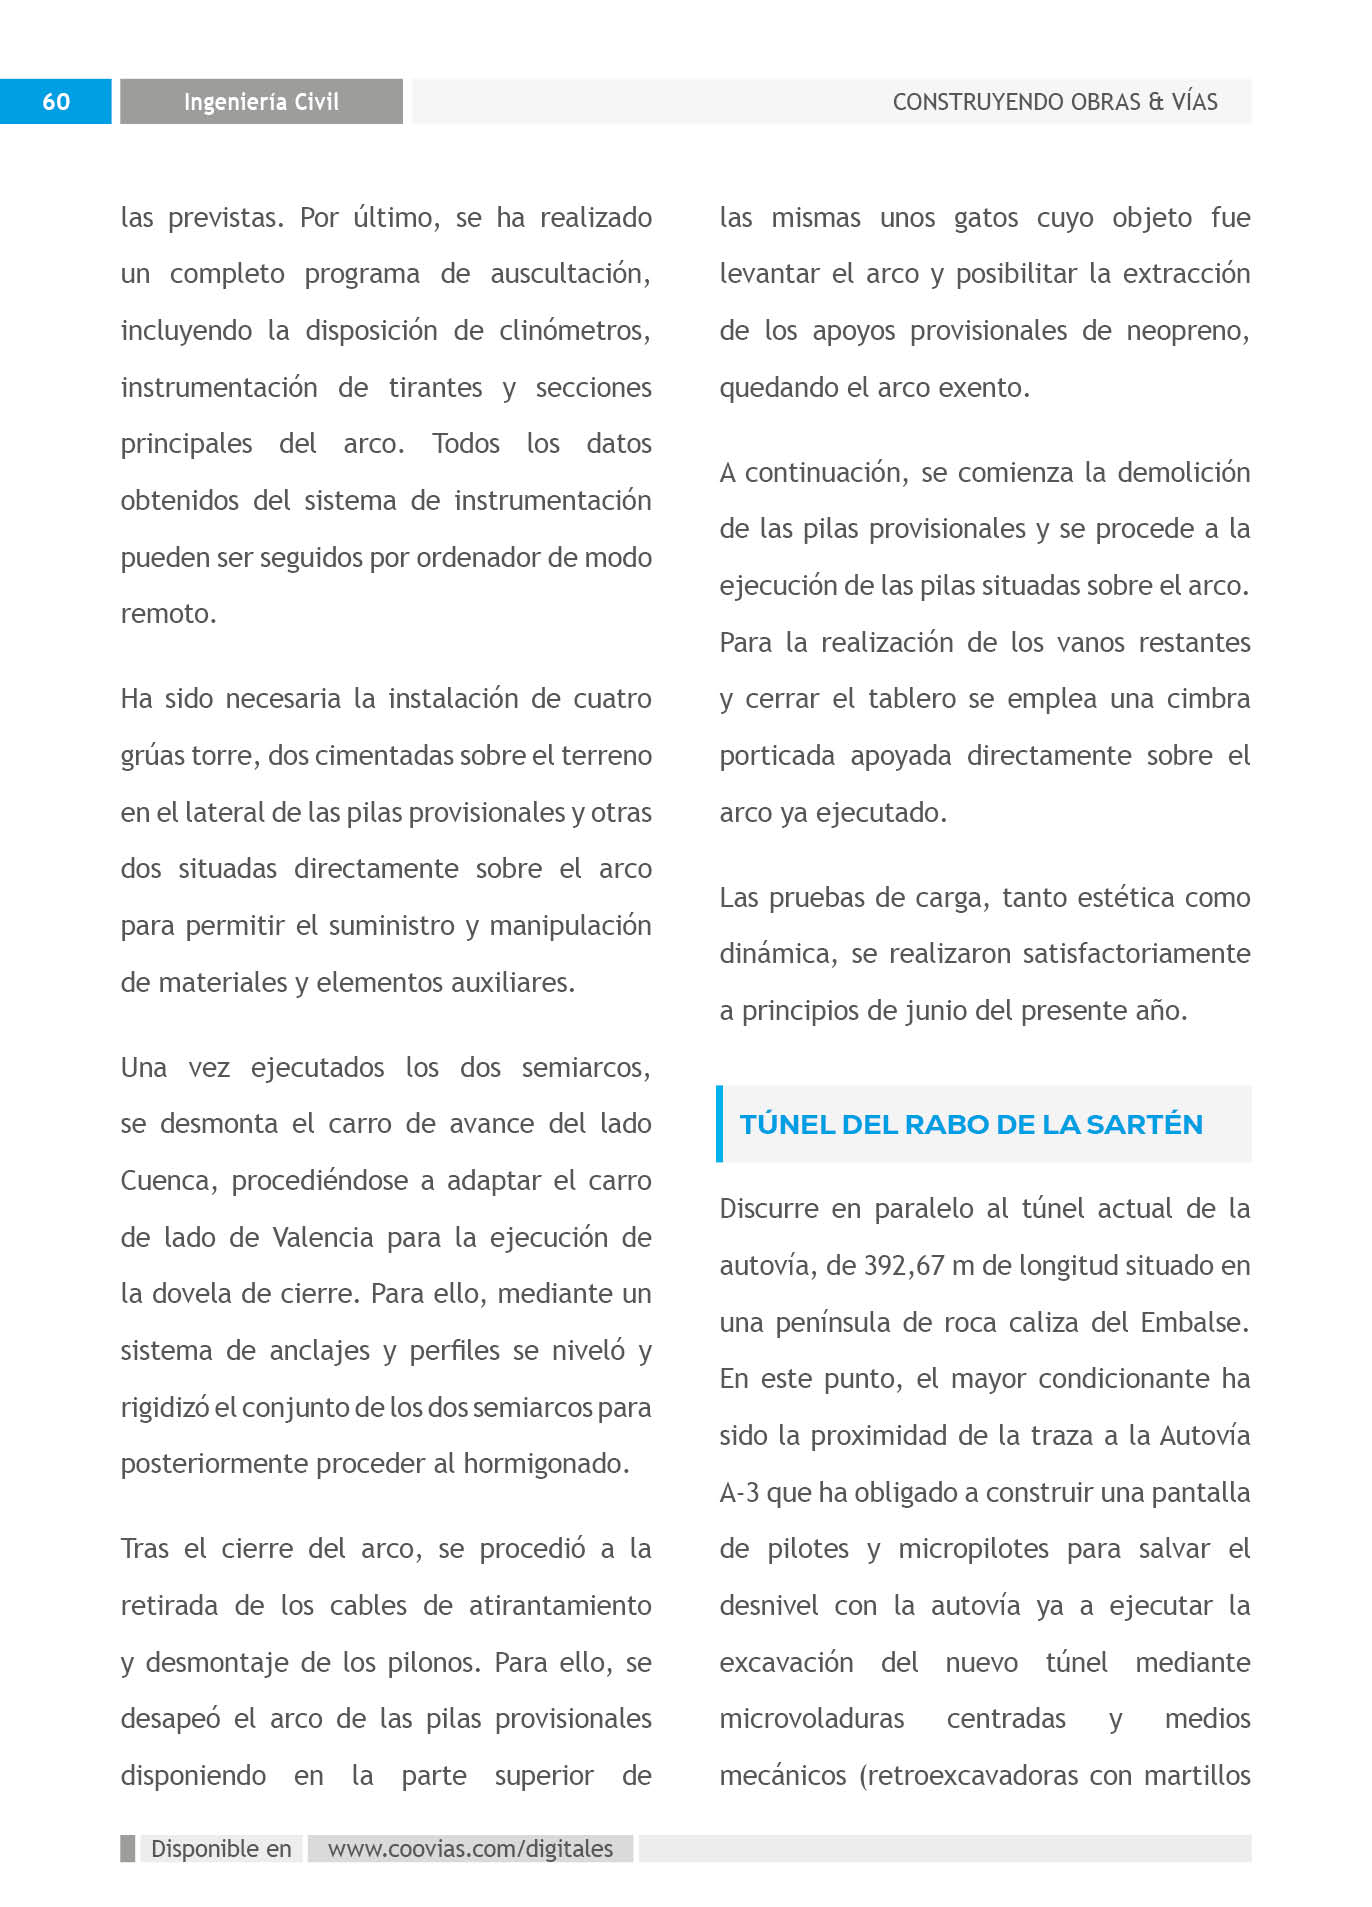 60
Ingeniería Civil
CONSTRUYENDO OBRAS & VÍAS
las previstas. Por último, se ha realizado
un completo programa de auscultación,
incluyendo la disposición de clinómetros,
instrumentación de tirantes y secciones
principales del arco. Todos los datos
obtenidos del sistema de instrumentación
pueden ser seguidos por ordenador de modo
remoto.
Ha sido necesaria la instalación de cuatro
grúas torre, dos cimentadas sobre el terreno
en el lateral de las pilas provisionales y otras
dos situadas directamente sobre el arco
para permitir el suministro y manipulación
de materiales y elementos auxiliares.
Una vez ejecutados los dos semiarcos,
se desmonta el carro de avance del lado
Cuenca, procediéndose a adaptar el carro
de lado de Valencia para la ejecución de
la dovela de cierre. Para ello, mediante un
sistema de anclajes y perfiles se niveló y
rigidizó el conjunto de los dos semiarcos para
posteriormente proceder al hormigonado.
Tras el cierre del arco, se procedió a la
retirada de los cables de atirantamiento
y desmontaje de los pilonos. Para ello, se
desapeó el arco de las pilas provisionales
disponiendo en la parte superior de
las mismas unos gatos cuyo objeto fue
levantar el arco y posibilitar la extracción
de los apoyos provisionales de neopreno,
quedando el arco exento.
A continuación, se comienza la demolición
de las pilas provisionales y se procede a la
ejecución de las pilas situadas sobre el arco.
Para la realización de los vanos restantes
y cerrar el tablero se emplea una cimbra
porticada apoyada directamente sobre el
arco ya ejecutado.
Las pruebas de carga, tanto estética como
dinámica, se realizaron satisfactoriamente
a principios de junio del presente año.
TÚNEL DEL RABO DE LA SARTÉN
Discurre en paralelo al túnel actual de la
autovía, de 392,67 m de longitud situado en
una península de roca caliza del Embalse.
En este punto, el mayor condicionante ha
sido la proximidad de la traza a la Autovía
A-3 que ha obligado a construir una pantalla
de pilotes y micropilotes para salvar el
desnivel con la autovía ya a ejecutar la
excavación del nuevo túnel mediante
microvoladuras centradas y medios
mecánicos (retroexcavadoras con martillos
Disponible en
www.coovias.com/digitales